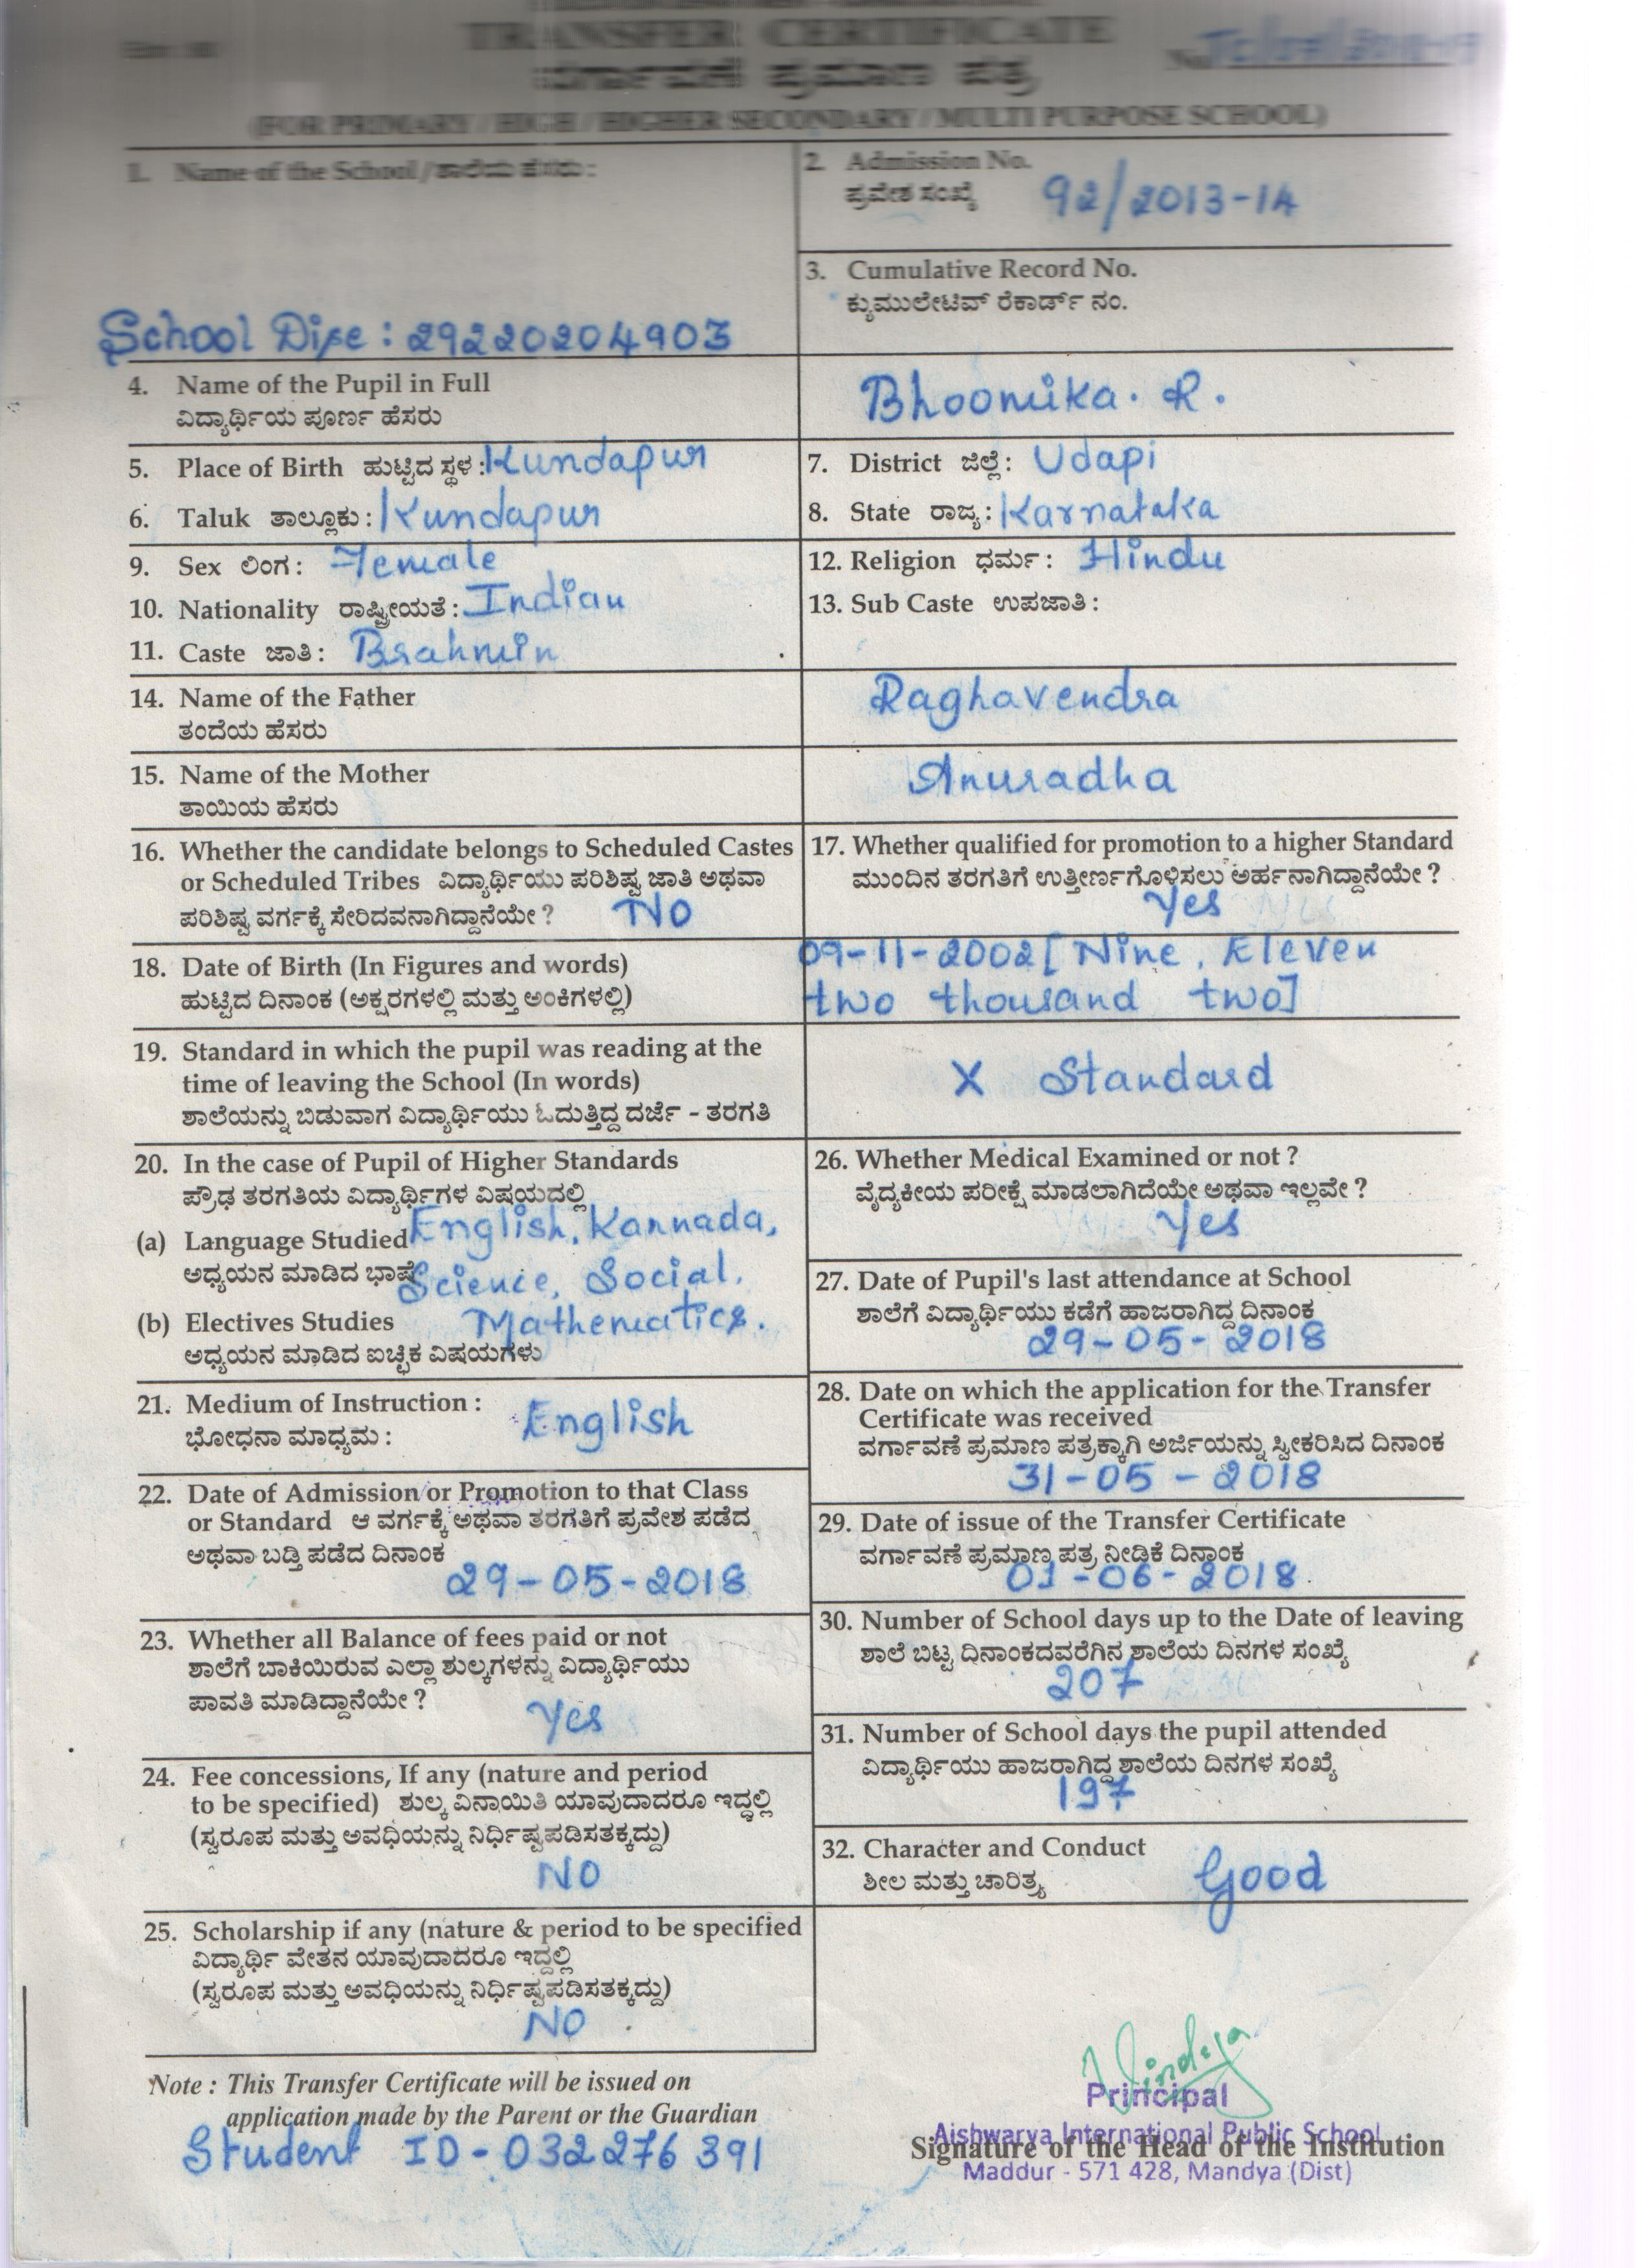 TRANSFER CERTIFICATE
ವರ್ಗಾವಣೆ ಪ್ರಮಾಣ ಪತ್ರ
No.
(FOR PRIMARY / HIGH / HIGHER SECONDARY / MULTI PURPOSE SCHOOL)
1. Name of the School / ಶಾಲೆಯ ಹೆಸರು :
School Dise : 29220204903
2. Admission No.
ಪ್ರವೇಶ ಸಂಖ್ಯೆ 92/2013-14
3. Cumulative Record No.
ಕ್ಯುಮುಲೇಟಿವ್ ರೆಕಾರ್ಡ್ ನಂ.
4. Name of the Pupil in Full
ವಿದ್ಯಾರ್ಥಿಯ ಪೂರ್ಣ ಹೆಸರು
Bhoomika. R.
5. Place of Birth ಹುಟ್ಟಿದ ಸ್ಥಳ : Kundapur
6. Taluk ತಾಲ್ಲೂಕು : Kundapur
7. District ಜಿಲ್ಲೆ : Udapi
8. State ರಾಜ್ಯ : Karnataka
9. Sex ಲಿಂಗ : Female
10. Nationality ರಾಷ್ಟ್ರೀಯತೆ : Indian
11. Caste ಜಾತಿ : Brahmin
12. Religion ಧರ್ಮ : Hindu
13. Sub Caste ಉಪಜಾತಿ :
14. Name of the Father
ತಂದೆಯ ಹೆಸರು
Raghavendra
15. Name of the Mother
ತಾಯಿಯ ಹೆಸರು
Anuradha
16. Whether the candidate belongs to Scheduled Castes
or Scheduled Tribes ವಿದ್ಯಾರ್ಥಿಯು ಪರಿಶಿಷ್ಟ ಜಾತಿ ಅಥವಾ
ಪರಿಶಿಷ್ಟ ವರ್ಗಕ್ಕೆ ಸೇರಿದವನಾಗಿದ್ದಾನೆಯೇ ? NO
17. Whether qualified for promotion to a higher Standard
ಮುಂದಿನ ತರಗತಿಗೆ ಉತ್ತೀರ್ಣಗೊಳಿಸಲು ಅರ್ಹನಾಗಿದ್ದಾನೆಯೇ ?
Yes
18. Date of Birth (In Figures and words)
ಹುಟ್ಟಿದ ದಿನಾಂಕ (ಅಕ್ಷರಗಳಲ್ಲಿ ಮತ್ತು ಅಂಕಿಗಳಲ್ಲಿ)
09-11-2002 [Nine, Eleven
two thousand two]
19. Standard in which the pupil was reading at the
time of leaving the School (In words)
ಶಾಲೆಯನ್ನು ಬಿಡುವಾಗ ವಿದ್ಯಾರ್ಥಿಯು ಓದುತ್ತಿದ್ದ ದರ್ಜೆ - ತರಗತಿ
X Standard
20. In the case of Pupil of Higher Standards
ಪ್ರೌಢ ತರಗತಿಯ ವಿದ್ಯಾರ್ಥಿಗಳ ವಿಷಯದಲ್ಲಿ
(a) Language Studied English, Kannada,
ಅಧ್ಯಯನ ಮಾಡಿದ ಭಾಷೆ Science, Social,
(b) Electives Studies Mathematics.
ಅಧ್ಯಯನ ಮಾಡಿದ ಐಚ್ಛಿಕ ವಿಷಯಗಳು
21. Medium of Instruction :
ಭೋಧನಾ ಮಾಧ್ಯಮ : English
22. Date of Admission or Promotion to that Class
or Standard ಆ ವರ್ಗಕ್ಕೆ ಅಥವಾ ತರಗತಿಗೆ ಪ್ರವೇಶ ಪಡೆದ
ಅಥವಾ ಬಡ್ತಿ ಪಡೆದ ದಿನಾಂಕ
29-05-2018
23. Whether all Balance of fees paid or not
ಶಾಲೆಗೆ ಬಾಕಿಯಿರುವ ಎಲ್ಲಾ ಶುಲ್ಕಗಳನ್ನು ವಿದ್ಯಾರ್ಥಿಯು
ಪಾವತಿ ಮಾಡಿದ್ದಾನೆಯೇ ?
Yes
24. Fee concessions, If any (nature and period
to be specified) ಶುಲ್ಕ ವಿನಾಯಿತಿ ಯಾವುದಾದರೂ ಇದ್ದಲ್ಲಿ
(ಸ್ವರೂಪ ಮತ್ತು ಅವಧಿಯನ್ನು ನಿರ್ಧಿಷ್ಟಪಡಿಸತಕ್ಕದ್ದು)
NO
25. Scholarship if any (nature & period to be specified
ವಿದ್ಯಾರ್ಥಿ ವೇತನ ಯಾವುದಾದರೂ ಇದ್ದಲ್ಲಿ
(ಸ್ವರೂಪ ಮತ್ತು ಅವಧಿಯನ್ನು ನಿರ್ಧಿಷ್ಟಪಡಿಸತಕ್ಕದ್ದು)
NO
26. Whether Medical Examined or not ?
ವೈದ್ಯಕೀಯ ಪರೀಕ್ಷೆ ಮಾಡಲಾಗಿದೆಯೇ ಅಥವಾ ಇಲ್ಲವೇ ?
Yes
27. Date of Pupil's last attendance at School
ಶಾಲೆಗೆ ವಿದ್ಯಾರ್ಥಿಯು ಕಡೆಗೆ ಹಾಜರಾಗಿದ್ದ ದಿನಾಂಕ
29-05-2018
28. Date on which the application for the Transfer
Certificate was received
ವರ್ಗಾವಣೆ ಪ್ರಮಾಣ ಪತ್ರಕ್ಕಾಗಿ ಅರ್ಜಿಯನ್ನು ಸ್ವೀಕರಿಸಿದ ದಿನಾಂಕ
31-05-2018
29. Date of issue of the Transfer Certificate
ವರ್ಗಾವಣೆ ಪ್ರಮಾಣ ಪತ್ರ ನೀಡಿಕೆ ದಿನಾಂಕ
01-06-2018
30. Number of School days up to the Date of leaving
ಶಾಲೆ ಬಿಟ್ಟ ದಿನಾಂಕದವರೆಗಿನ ಶಾಲೆಯ ದಿನಗಳ ಸಂಖ್ಯೆ
207
31. Number of School days the pupil attended
ವಿದ್ಯಾರ್ಥಿಯು ಹಾಜರಾಗಿದ್ದ ಶಾಲೆಯ ದಿನಗಳ ಸಂಖ್ಯೆ
197
32. Character and Conduct
ಶೀಲ ಮತ್ತು ಚಾರಿತ್ರ್ಯ Good
Note : This Transfer Certificate will be issued on
application made by the Parent or the Guardian
Student ID-032276391
Principal
Aishwarya International Public School
Signature of the Head of the Institution
Maddur - 571 428, Mandya (Dist)